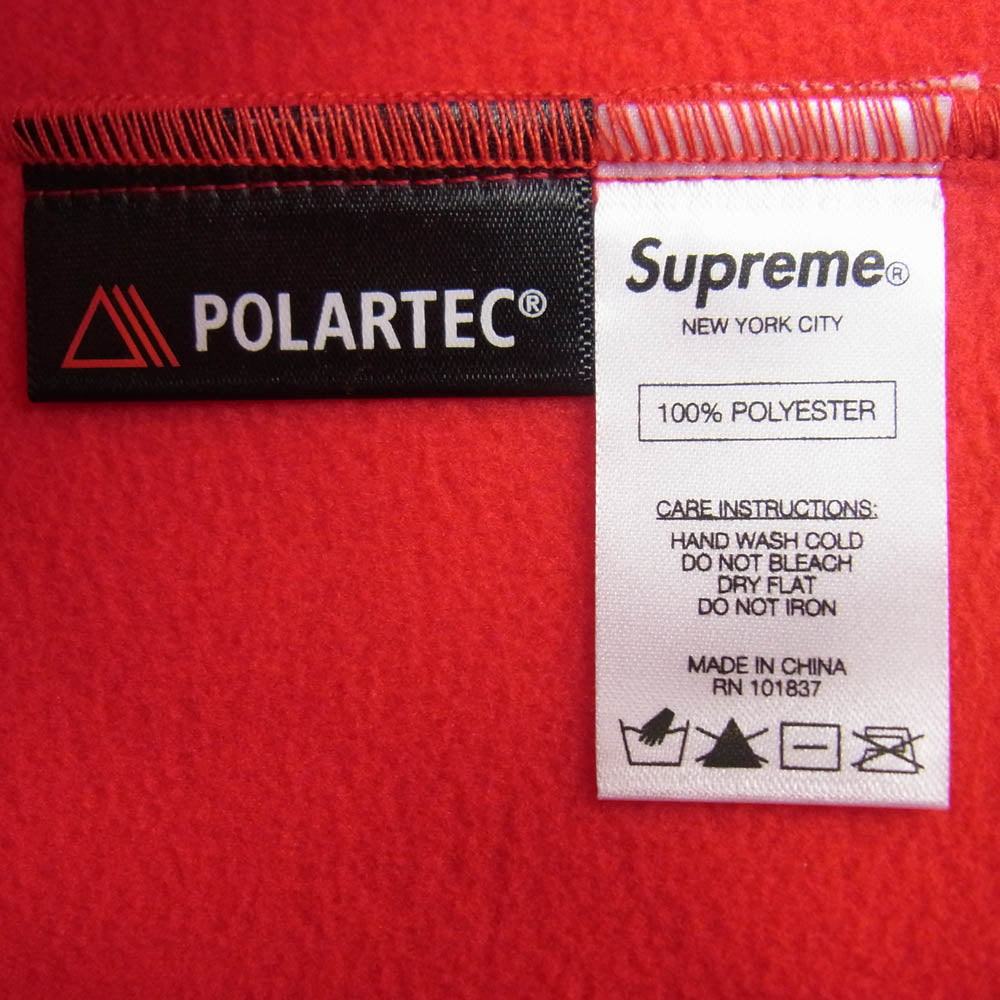 POLARTEC®
Supreme®
NEW YORK CITY
100% POLYESTER
CARE INSTRUCTIONS:
HAND WASH COLD
DO NOT BLEACH
DRY FLAT
DO NOT IRON
MADE IN CHINA
RN 101837